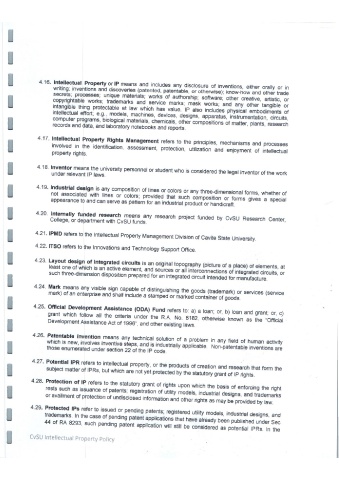 4.16. Intellectual Property or IP means and includes any disclosure of inventions, either orally or in
writing; inventions and discoveries (patented, patentable, or otherwise); know-how and other trade
secrets; processes; unique materials; works of authorship; software; other creative, artistic, or
copyrightable works; trademarks and service marks; mask works; and any other tangible or
intangible thing protectable at law which has value. IP also includes physical embodiments of
intellectual effort, e.g., models, machines, devices, designs, apparatus, instrumentation, circuits,
computer programs, biological materials, chemicals, other compositions of matter, plants, research
records and data, and laboratory notebooks and reports.
4.17. Intellectual Property Rights Management refers to the principles, mechanisms and processes
involved in the identification, assessment, protection, utilization and enjoyment of intellectual
property rights.
4.18. Inventor means the university personnel or student who is considered the legal inventor of the work
under relevant IP laws.
4.19. Industrial design is any composition of lines or colors or any three-dimensional forms, whether or
not associated with lines or colors; provided that such composition or forms gives a special
appearance to and can serve as pattern for an industrial product or handicraft.
4.20. Internally funded research means any research project funded by CvSU Research Center,
College, or department with CvSU funds.
4.21. IPMD refers to the Intellectual Property Management Division of Cavite State University.
4.22. ITSO refers to the Innovations and Technology Support Office.
4.23. Layout design of integrated circuits is an original topography (picture of a place) of elements, at
least one of which is an active element, and sources or all interconnections of integrated circuits, or
such three-dimension disposition prepared for an integrated circuit intended for manufacture.
4.24. Mark means any visible sign capable of distinguishing the goods (trademark) or services (service
mark) of an enterprise and shall include a stamped or marked container of goods.
4.25. Official Development Assistance (ODA) Fund refers to: a) a loan; or, b) loan and grant; or, c)
grant which follow all the criteria under the R.A. No. 8182, otherwise known as the "Official
Development Assistance Act of 1996", and other existing laws.
4.26. Patentable Invention means any technical solution of a problem in any field of human activity
which is new, involves inventive steps, and is industrially applicable. Non-patentable inventions are
those enumerated under section 22 of the IP code.
4.27. Potential IPR refers to intellectual property, or the products of creation and research that form the
subject matter of IPRs, but which are not yet protected by the statutory grant of IP rights.
4.28. Protection of IP refers to the statutory grant of rights upon which the basis of enforcing the right
rests such as issuance of patents; registration of utility models, industrial designs, and trademarks
or availment of protection of undisclosed information and other rights as may be provided by law.
4.29. Protected IPs refer to issued or pending patents; registered utility models, industrial designs, and
trademarks. In the case of pending patent applications that have already been published under Sec
44 of RA 8293, such pending patent application will still be considered as potential IPRs. In the
CvSU Intellectual Property Policy